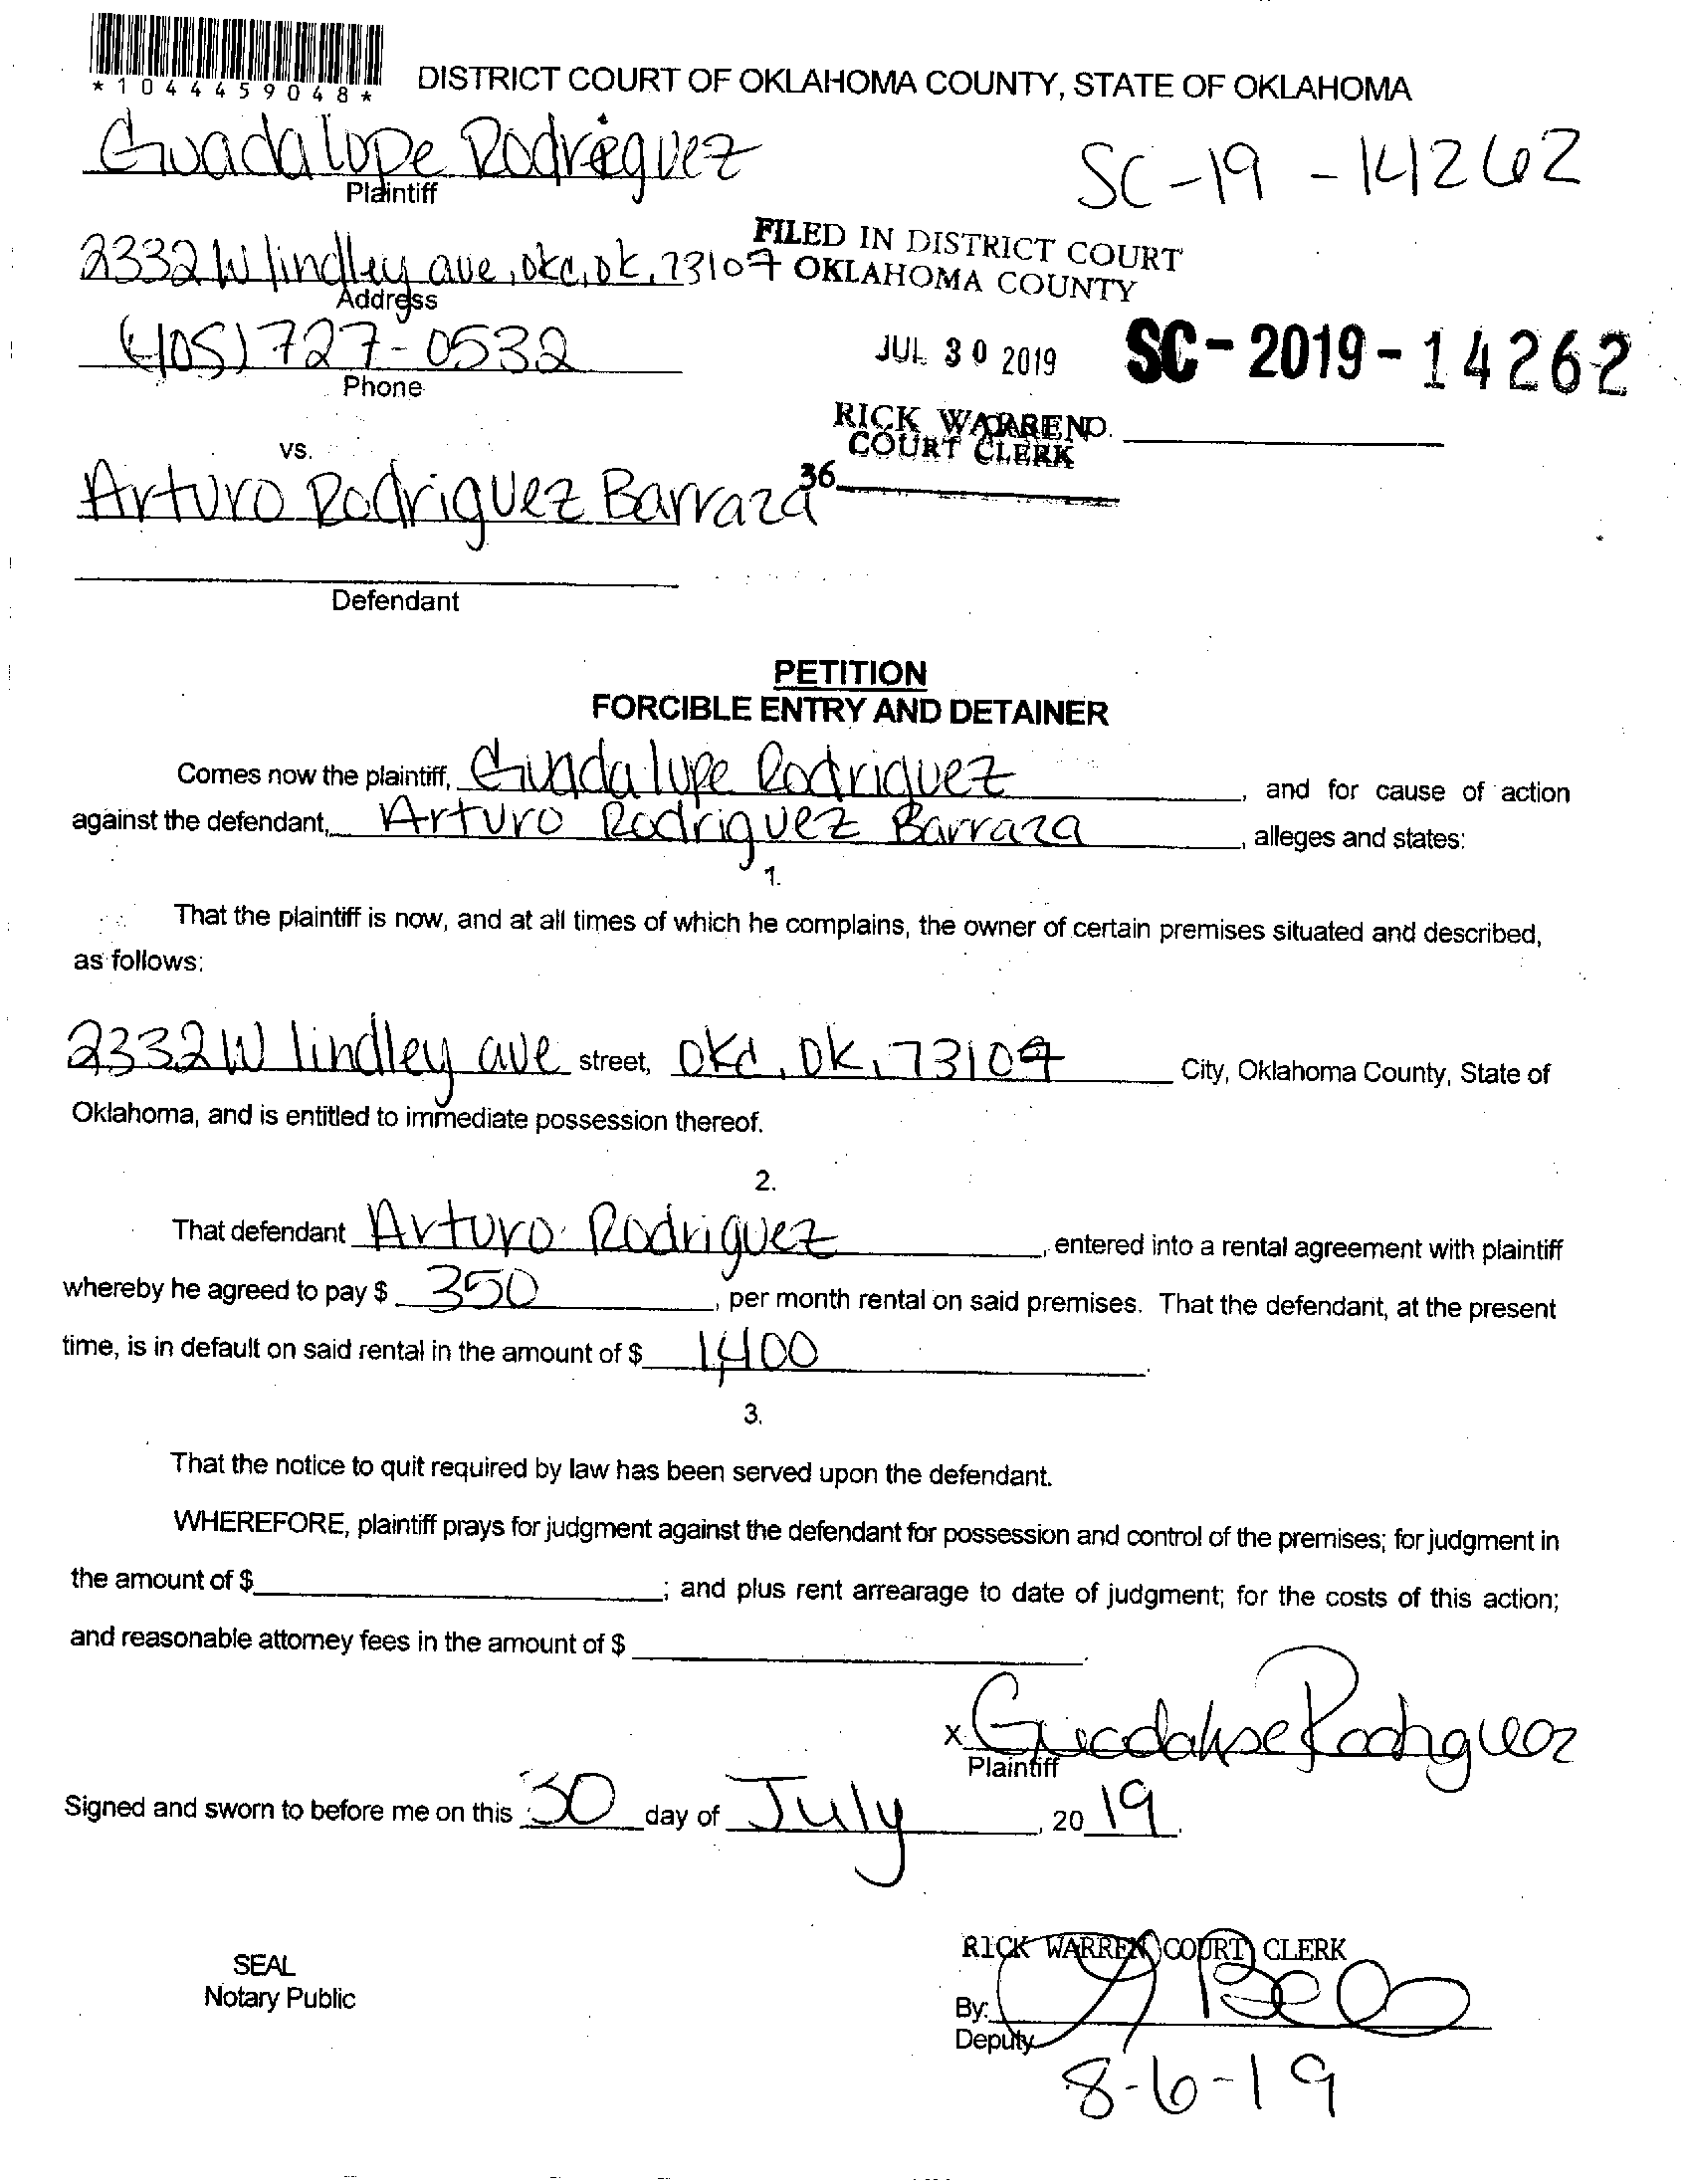 *1044459048*
DISTRICT COURT OF OKLAHOMA COUNTY, STATE OF OKLAHOMA
Guadalupe Rodriguez
Plaintiff
SC-19-14262
2332 W lindley ave, okc, ok, 73107
Address
FILED IN DISTRICT COURT
OKLAHOMA COUNTY
(405) 727-0532
Phone
JUL 30 2019
SC-2019-14262
RICK WARREN
COURT CLERK
36
vs.
Arturo Rodriguez Barraza
Defendant
PETITION
FORCIBLE ENTRY AND DETAINER
Comes now the plaintiff, Guadalupe Rodriguez, and for cause of action
against the defendant, Arturo Rodriguez Barraza, alleges and states:
1.
That the plaintiff is now, and at all times of which he complains, the owner of certain premises situated and described,
as follows:
2332 W lindley ave street, okc, ok, 73107 City, Oklahoma County, State of
Oklahoma, and is entitled to immediate possession thereof.
2.
That defendant Arturo Rodriguez, entered into a rental agreement with plaintiff
whereby he agreed to pay $ 350, per month rental on said premises. That the defendant, at the present
time, is in default on said rental in the amount of $ 1,400.
3.
That the notice to quit required by law has been served upon the defendant.
WHEREFORE, plaintiff prays for judgment against the defendant for possession and control of the premises; for judgment in
the amount of $ ; and plus rent arrearage to date of judgment; for the costs of this action;
and reasonable attorney fees in the amount of $ .
x Guadalupe Rodriguez
Plaintiff
Signed and sworn to before me on this 30 day of July, 20 19.
SEAL
Notary Public
RICK WARREN COURT CLERK
By:
Deputy
8-6-19